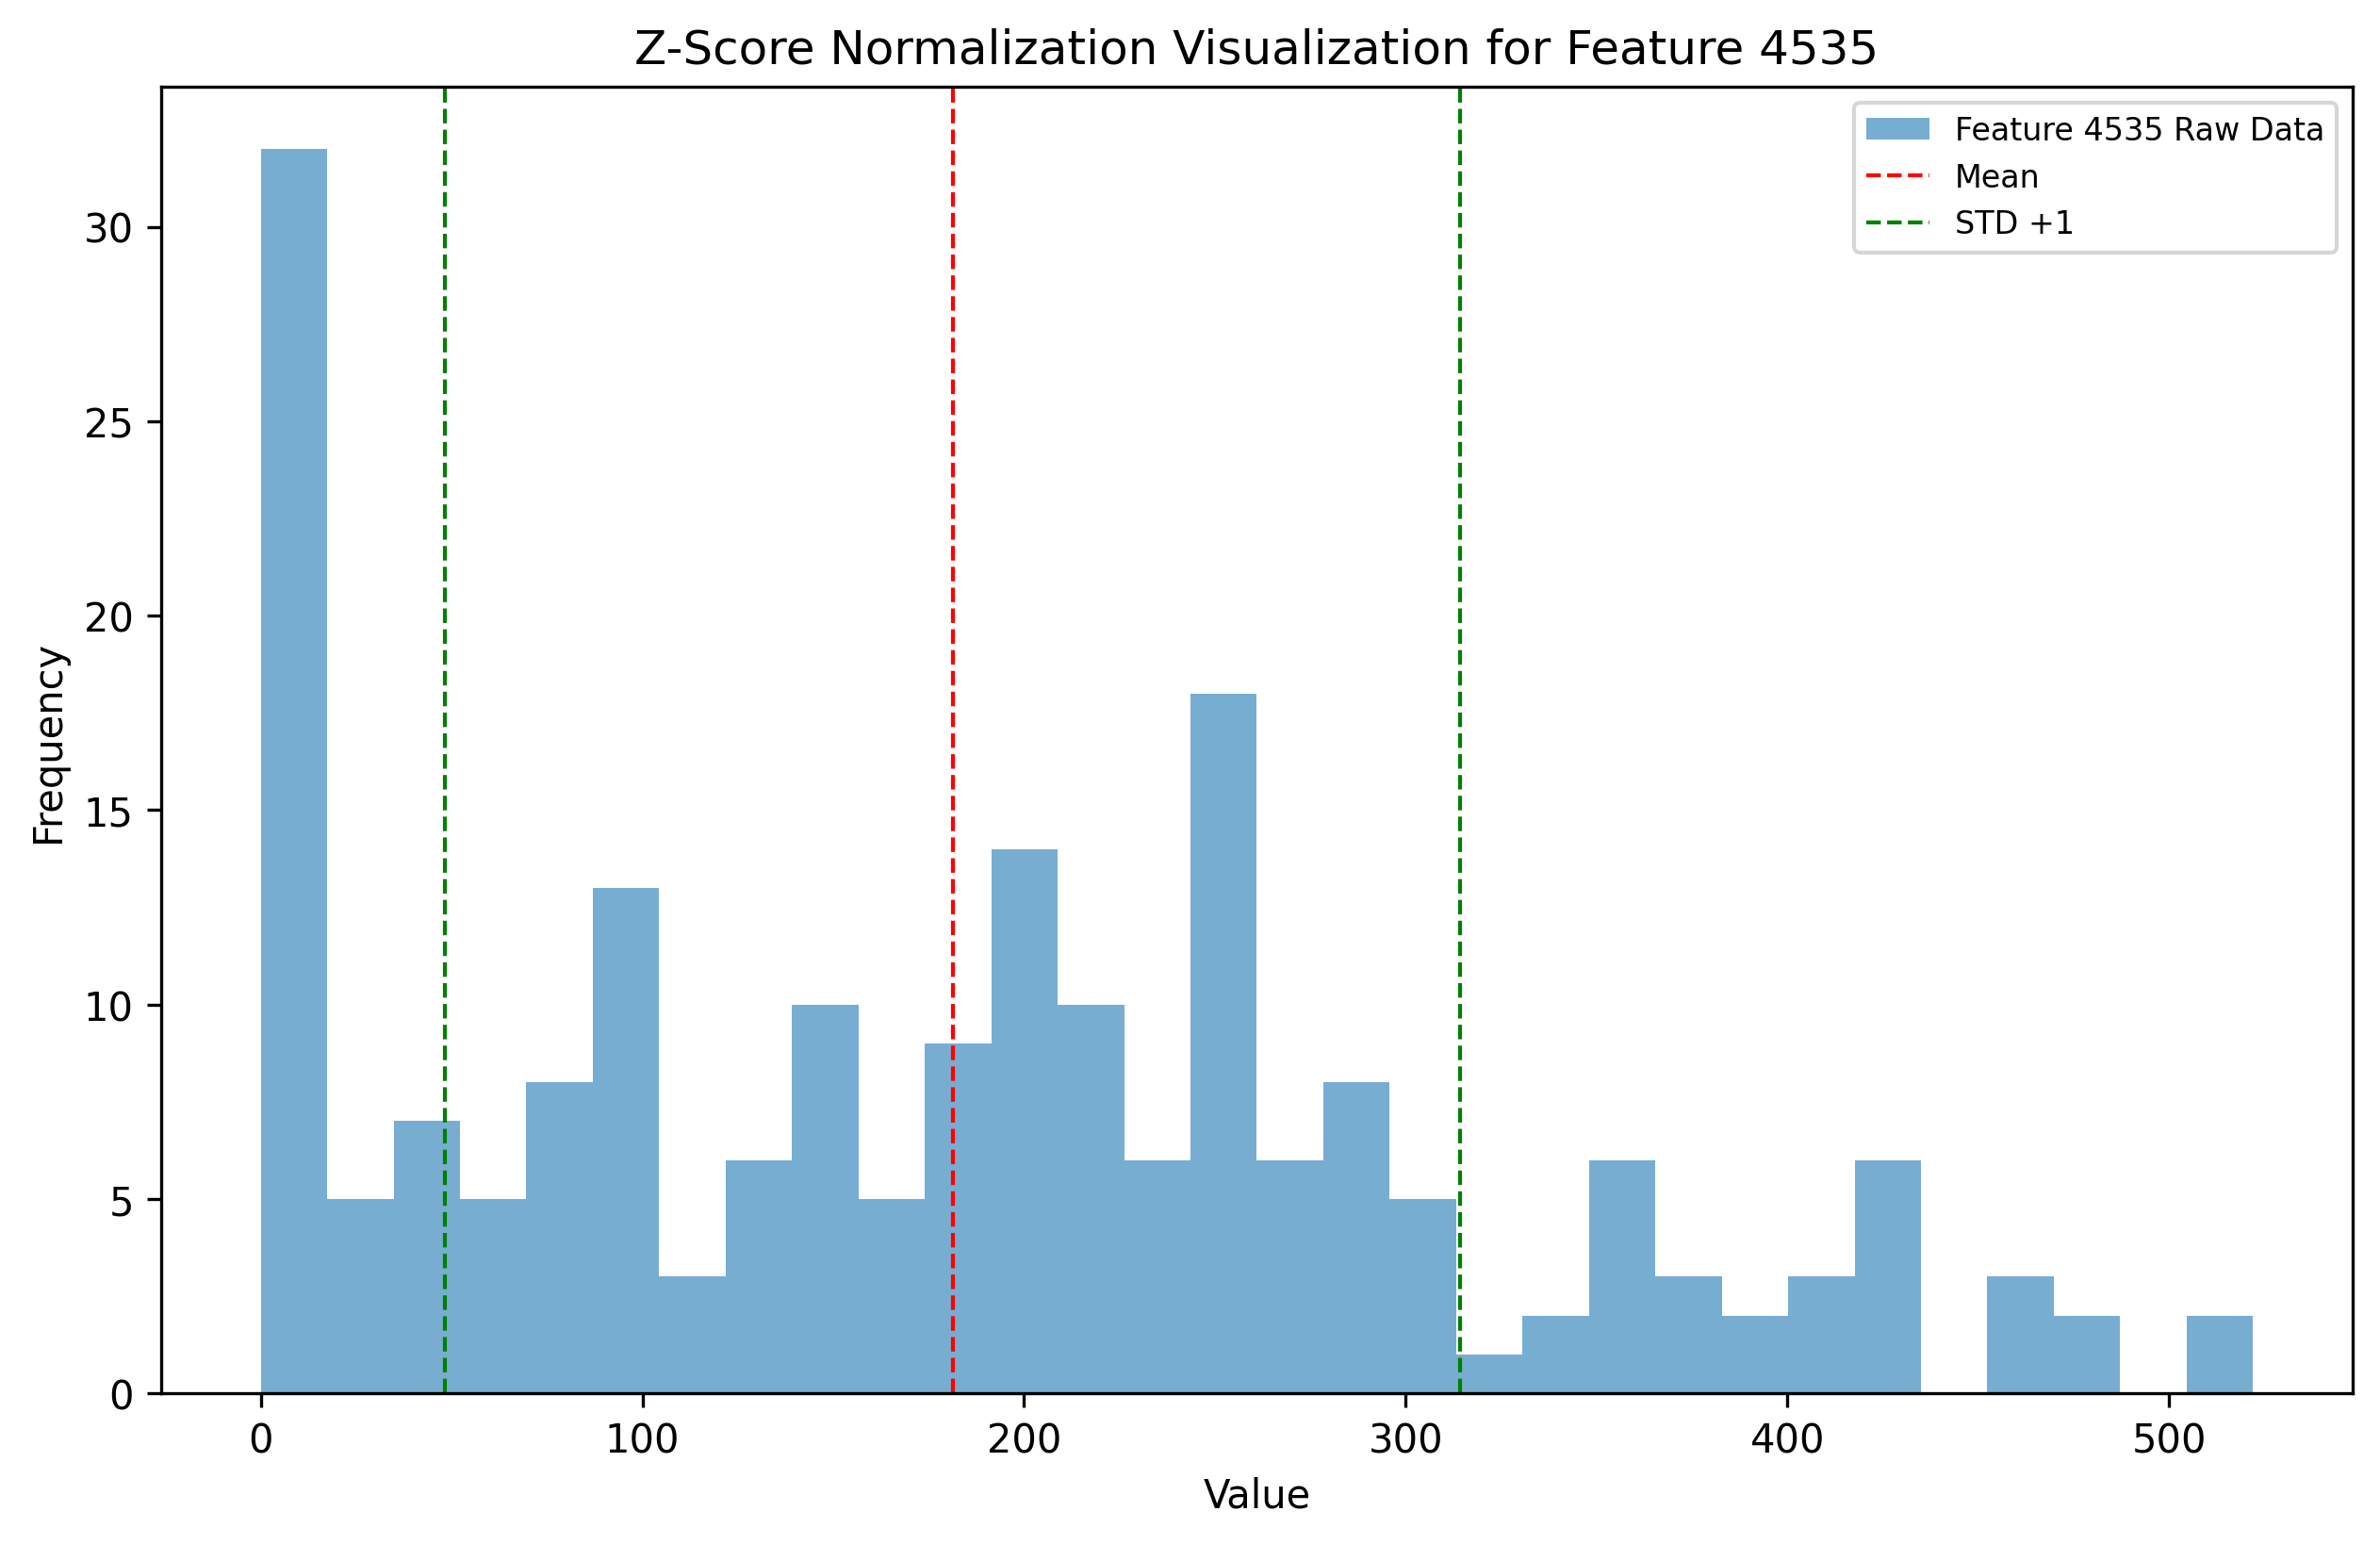 Z-Score Normalization Visualization for Feature 4535
Feature 4535 Raw Data
Mean
STD +1
Frequency
30
25
20
15
10
5
0
0 100 200 300 400 500
Value